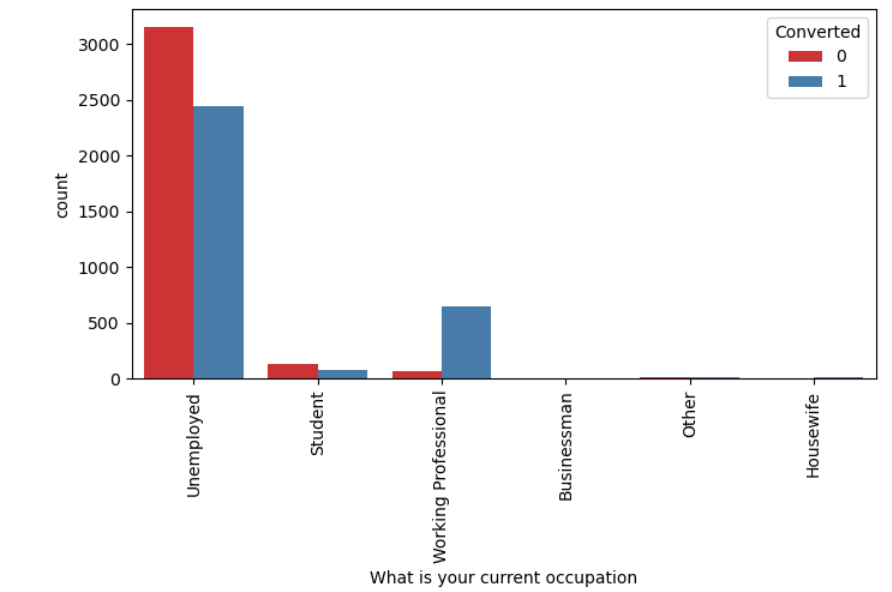 Converted
0
1
3000
2500
2000
1500
1000
500
0
count
Unemployed
Student
Working Professional
Businessman
Other
Housewife
What is your current occupation